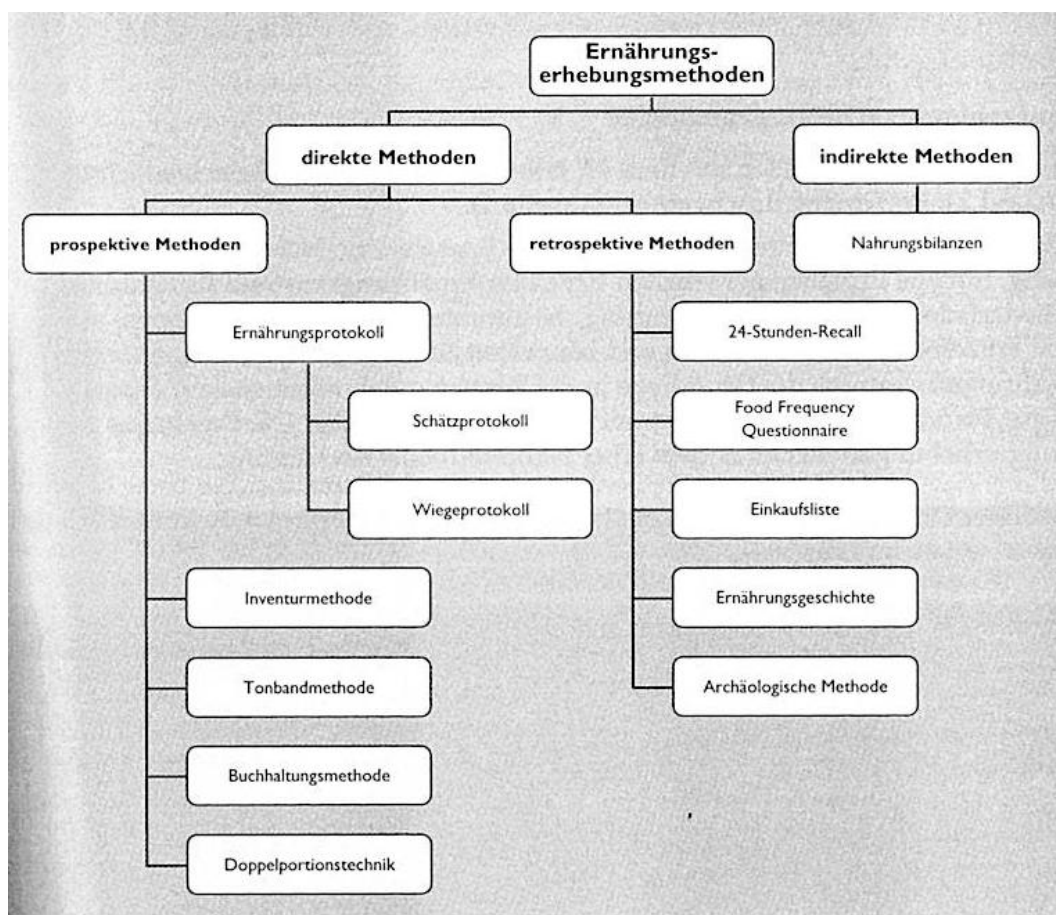 Ernährungs-
erhebungsmethoden
direkte Methoden
indirekte Methoden
prospektive Methoden
retrospektive Methoden
Nahrungsbilanzen
Ernährungsprotokoll
24-Stunden-Recall
Schätzprotokoll
Food Frequency
Questionnaire
Wiegeprotokoll
Einkaufsliste
Inventurmethode
Ernährungsgeschichte
Tonbandmethode
Archäologische Methode
Buchhaltungsmethode
Doppelportionstechnik